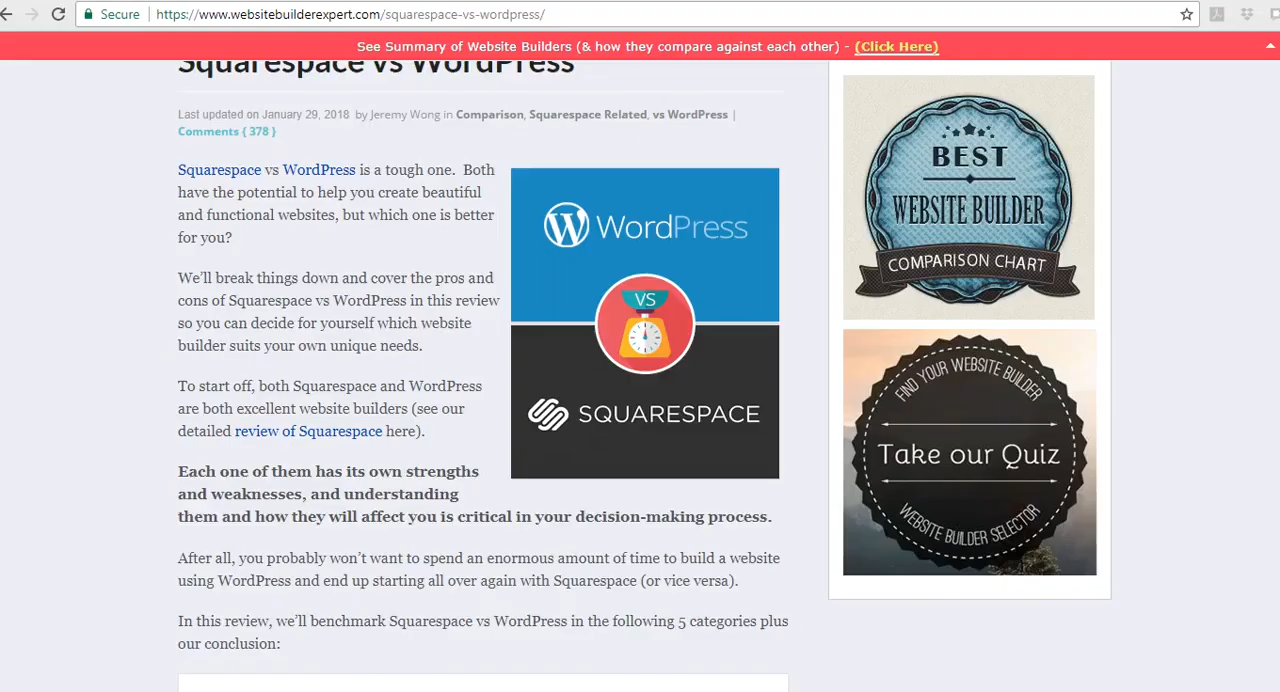 Secure | https://www.websitebuilderexpert.com/squarespace-vs-wordpress/
See Summary of Website Builders (& how they compare against each other) - (Click Here)
Squarespace vs WordPress
Last updated on January 29, 2018 by Jeremy Wong in Comparison, Squarespace Related, vs WordPress |
Comments { 378 }
Squarespace vs WordPress is a tough one. Both
have the potential to help you create beautiful
and functional websites, but which one is better
for you?
We’ll break things down and cover the pros and
cons of Squarespace vs WordPress in this review
so you can decide for yourself which website
builder suits your own unique needs.
To start off, both Squarespace and WordPress
are both excellent website builders (see our
detailed review of Squarespace here).
Each one of them has its own strengths
and weaknesses, and understanding
them and how they will affect you is critical in your decision-making process.
After all, you probably won’t want to spend an enormous amount of time to build a website
using WordPress and end up starting all over again with Squarespace (or vice versa).
In this review, we’ll benchmark Squarespace vs WordPress in the following 5 categories plus
our conclusion:
WordPress
VS
SQUARESPACE
BEST
WEBSITE BUILDER
COMPARISON CHART
FIND YOUR WEBSITE BUILDER
Take our Quiz
WEBSITE BUILDER SELECTOR